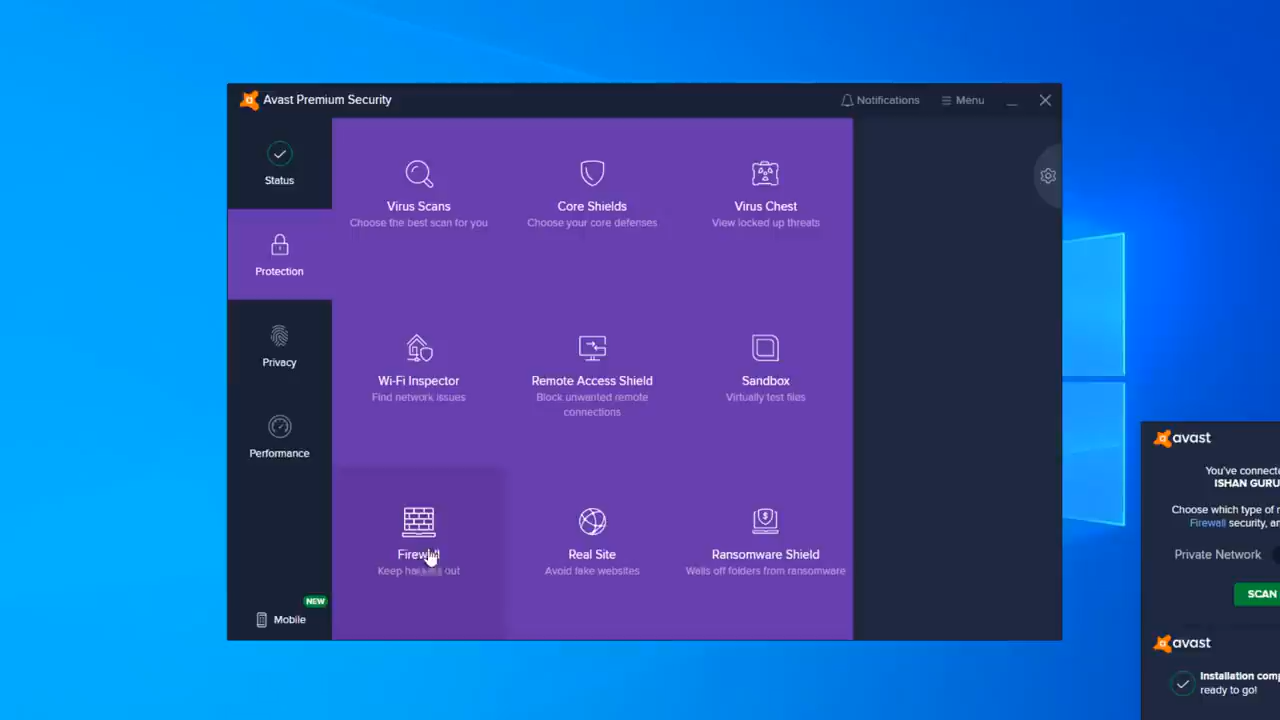 Avast Premium Security
Notifications
Menu
Status
Protection
Privacy
Performance
NEW
Mobile
Virus Scans
Choose the best scan for you
Core Shields
Choose your core defenses
Virus Chest
View locked up threats
Wi-Fi Inspector
Find network issues
Remote Access Shield
Block unwanted remote
connections
Sandbox
Virtually test files
Firewall
Keep out
Real Site
Avoid fake websites
Ransomware Shield
Walls off folders from ransomware
avast
You've connect
ISHAN GURU
Choose which type of
Firewall security, a
Private Network
SCAN
avast
Installation comp
ready to go!